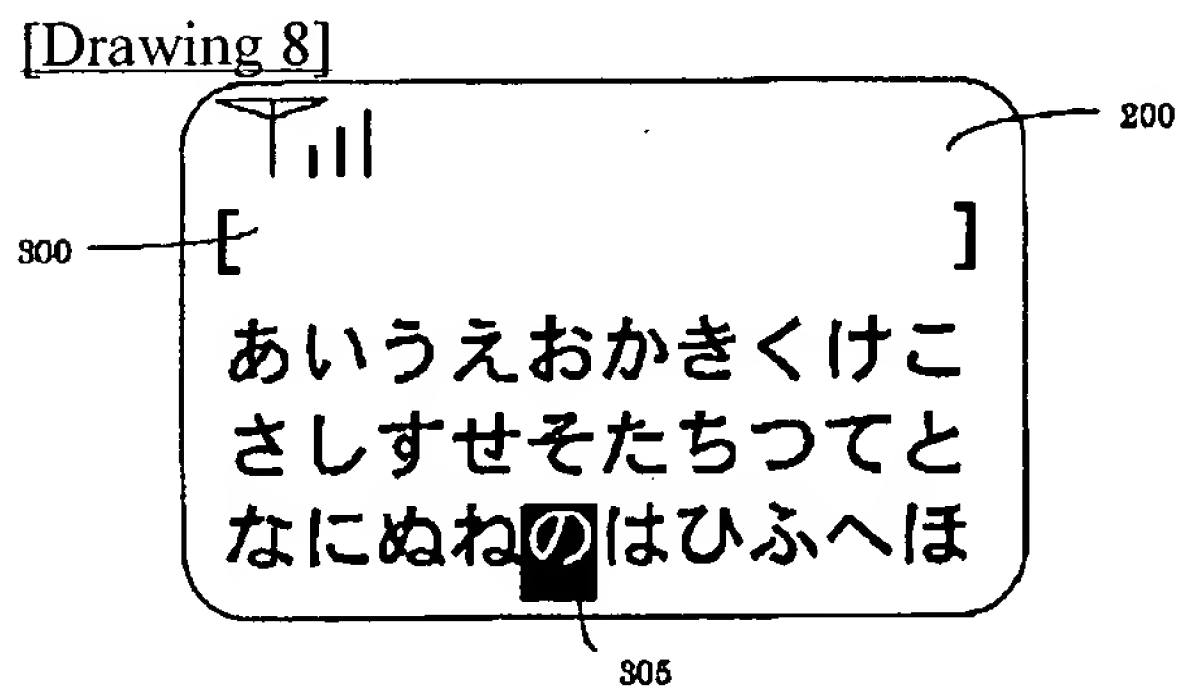 [Drawing 8]
200
300
[ ]
あいうえおかきくけこ
さしすせそたちつてと
なにぬねのはひふへほ
305